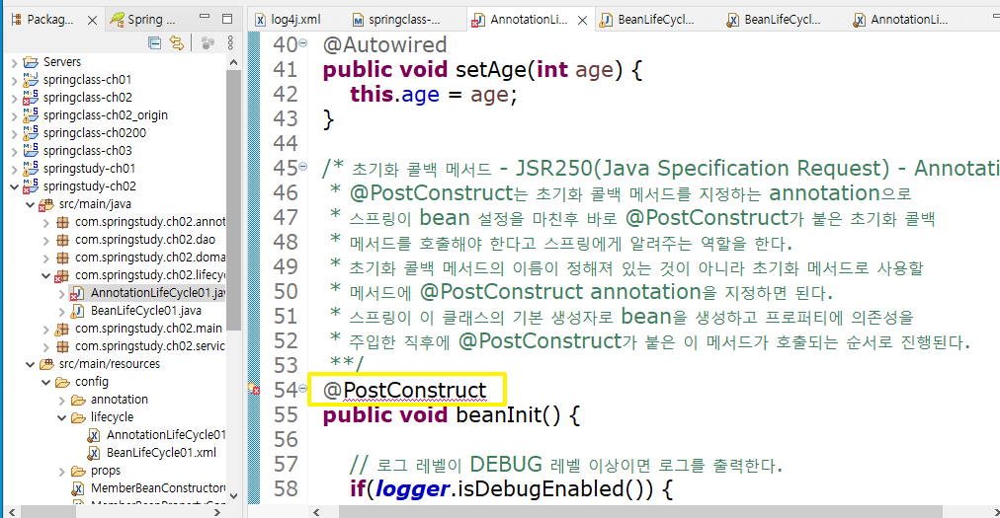 Packag...
Spring ...
Servers
springclass-ch01
springclass-ch02
springclass-ch02_origin
springclass-ch0200
springclass-ch03
springstudy-ch01
springstudy-ch02
src/main/java
com.springstudy.ch02.annot
com.springstudy.ch02.dao
com.springstudy.ch02.doma
com.springstudy.ch02.lifecy
AnnotationLifeCycle01.jav
BeanLifeCycle01.java
com.springstudy.ch02.main
com.springstudy.ch02.servic
src/main/resources
config
annotation
lifecycle
AnnotationLifeCycle01
BeanLifeCycle01.xml
props
MemberBeanConstructor
log4j.xml
springclass-...
AnnotationLi...
BeanLifeCycl...
BeanLifeCycl...
AnnotationLi...
40 @Autowired
41 public void setAge(int age) {
42 this.age = age;
43 }
44
45 /* 초기화 콜백 메서드 - JSR250(Java Specification Request) - Annotati
46 * @PostConstruct는 초기화 콜백 메서드를 지정하는 annotation으로
47 * 스프링이 bean 설정을 마친후 바로 @PostConstruct가 붙은 초기화 콜백
48 * 메서드를 호출해야 한다고 스프링에게 알려주는 역할을 한다.
49 * 초기화 콜백 메서드의 이름이 정해져 있는 것이 아니라 초기화 메서드로 사용할
50 * 메서드에 @PostConstruct annotation을 지정하면 된다.
51 * 스프링이 이 클래스의 기본 생성자로 bean을 생성하고 프로퍼티에 의존성을
52 * 주입한 직후에 @PostConstruct가 붙은 이 메서드가 호출되는 순서로 진행된다.
53 **/
54 @PostConstruct
55 public void beanInit() {
56
57 // 로그 레벨이 DEBUG 레벨 이상이면 로그를 출력한다.
58 if(logger.isDebugEnabled()) {